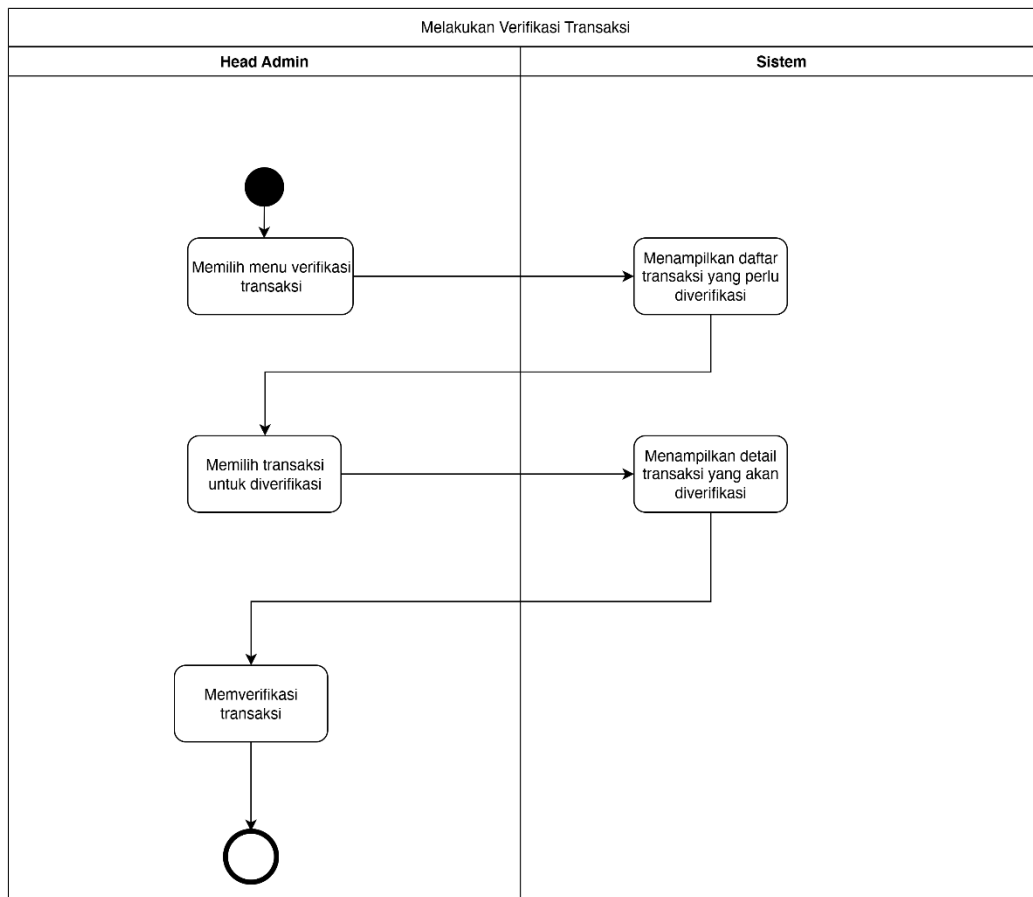 Melakukan Verifikasi Transaksi
Head Admin
Sistem
Memilih menu verifikasi
transaksi
Menampilkan daftar
transaksi yang perlu
diverifikasi
Memilih transaksi
untuk diverifikasi
Menampilkan detail
transaksi yang akan
diverifikasi
Memverifikasi
transaksi